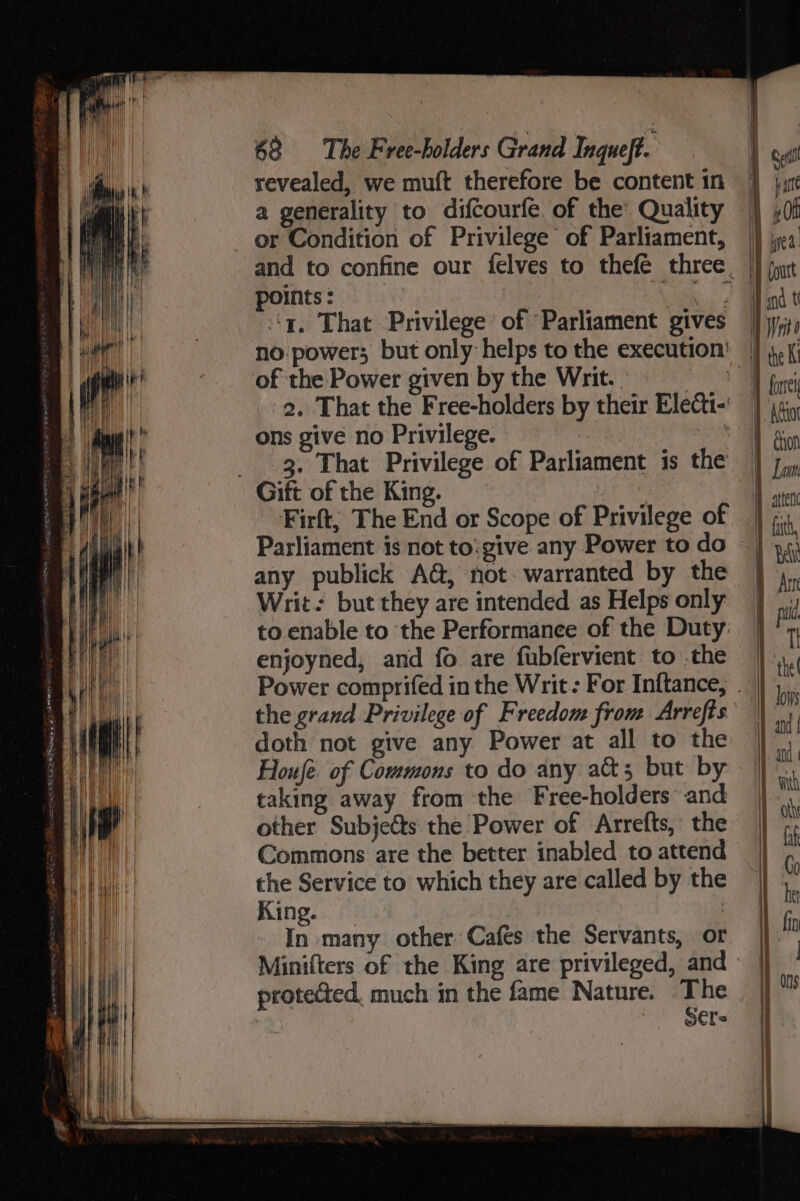 68 The Free-holders Grand Inqueſt.
revealed, we muſt therefore be content in
a generality to diſcourſe of the Quality
or Condition of Privilege of Parliament,
and to confine our ſelves to theſe three
points:
1. That Privilege of Parliament gives
no power; but only helps to the execution
of the Power given by the Writ.
2. That the Free-holders by their Electi-
ons give no Privilege.
3. That Privilege of Parliament is the
Gift of the King.
Firſt, The End or Scope of Privilege of
Parliament is not to give any Power to do
any publick Act, not warranted by the
Writ: but they are intended as Helps only
to enable to the Performance of the Duty
enjoyned, and ſo are ſubſervient to the
Power compriſed in the Writ: For Inſtance,
the grand Privilege of Freedom from Arreſts
doth not give any Power at all to the
Houſe of Commons to do any act; but by
taking away from the Free-holders and
other Subjects the Power of Arreſts, the
Commons are the better inabled to attend
the Service to which they are called by the
King.
In many other Caſes the Servants, or
Miniſters of the King are privileged, and
protected much in the ſame Nature. The
Ser-